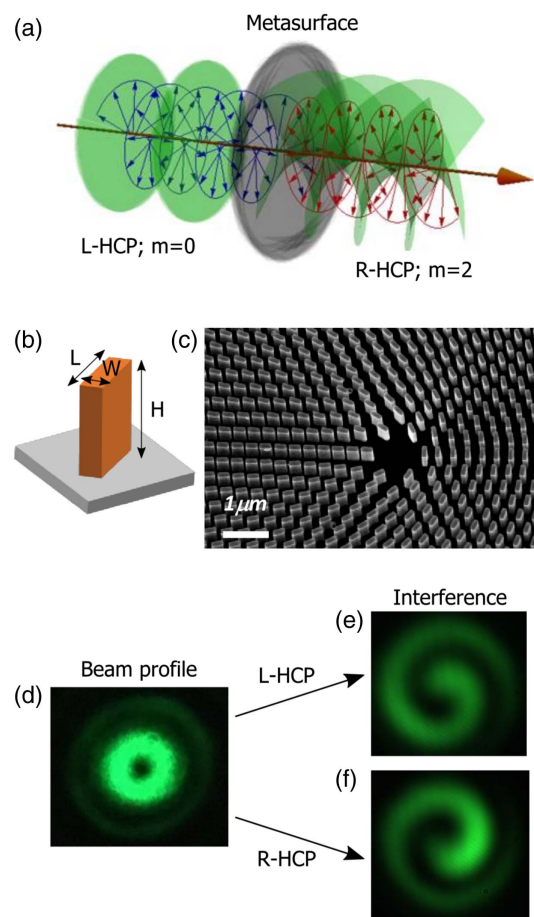 (a)
Metasurface
L-HCP; m=0
R-HCP; m=2
(b)
L
W
H
(c)
1μm
Interference
(e)
Beam profile
L-HCP
(d)
(f)
R-HCP